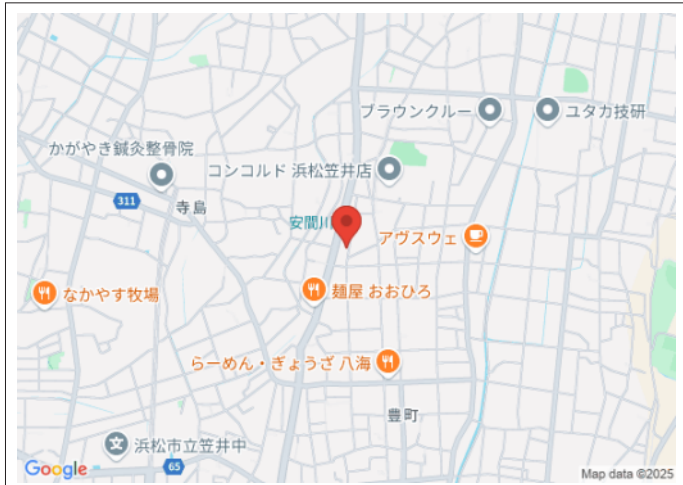 ブラウンクルー
ユタカ技研
かがやき鍼灸整骨院
コンコルド 浜松笠井店
311
寺島
安間川
アヴスウェ
なかやす牧場
麺屋 おおひろ
らーめん・ぎょうざ 八海
豊町
浜松市立笠井中
65
Google
Map data ©2025